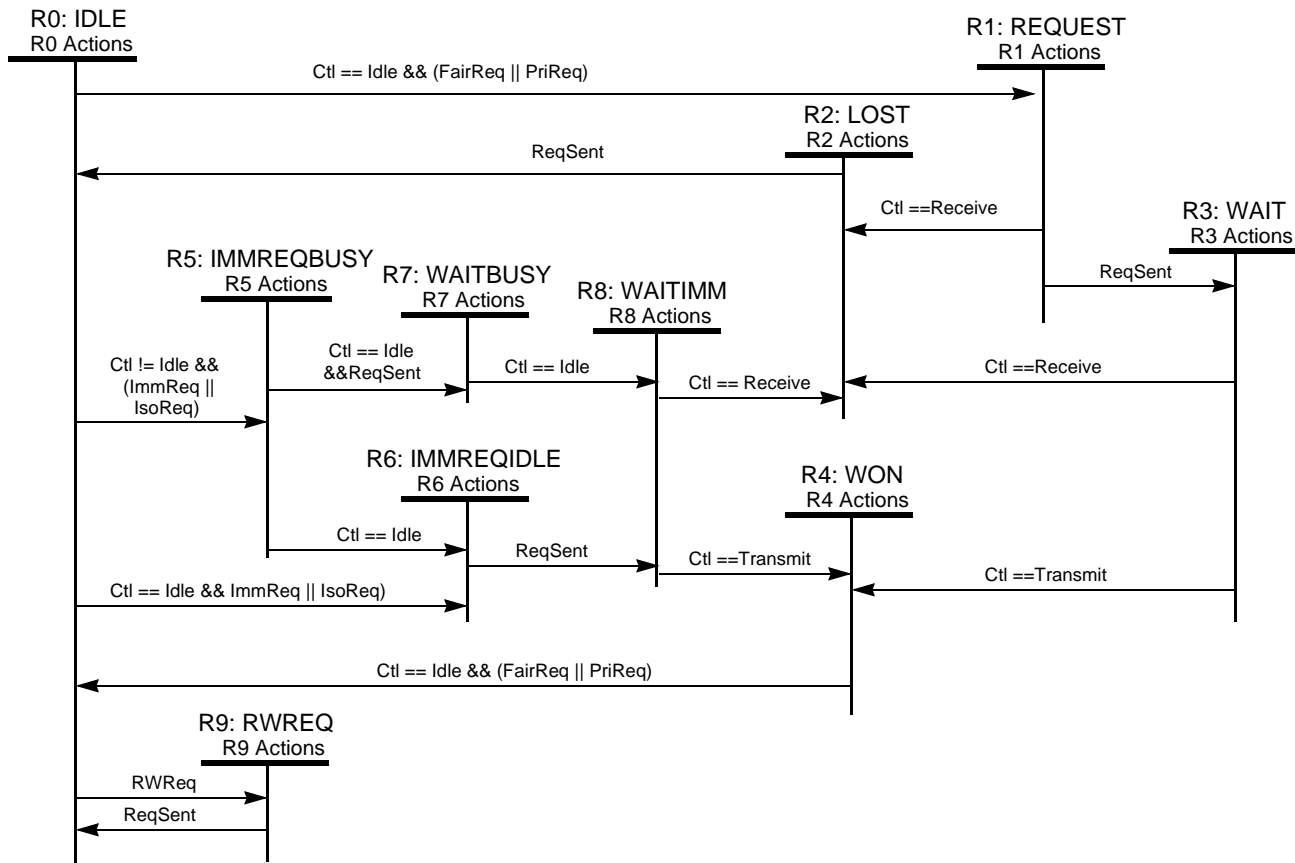 R0: IDLE
R0 Actions
R1: REQUEST
R1 Actions
Ctl == Idle && (FairReq || PriReq)
R2: LOST
R2 Actions
ReqSent
Ctl ==Receive
R3: WAIT
R3 Actions
R5: IMMREQBUSY
R5 Actions
R7: WAITBUSY
R7 Actions
R8: WAITIMM
R8 Actions
ReqSent
Ctl != Idle &&
(ImmReq ||
IsoReq)
Ctl == Idle
&&ReqSent
Ctl == Idle
Ctl == Receive
Ctl ==Receive
R6: IMMREQIDLE
R6 Actions
R4: WON
R4 Actions
Ctl == Idle
ReqSent
Ctl ==Transmit
Ctl ==Transmit
Ctl == Idle && ImmReq || IsoReq)
Ctl == Idle && (FairReq || PriReq)
R9: RWREQ
R9 Actions
RWReq
ReqSent